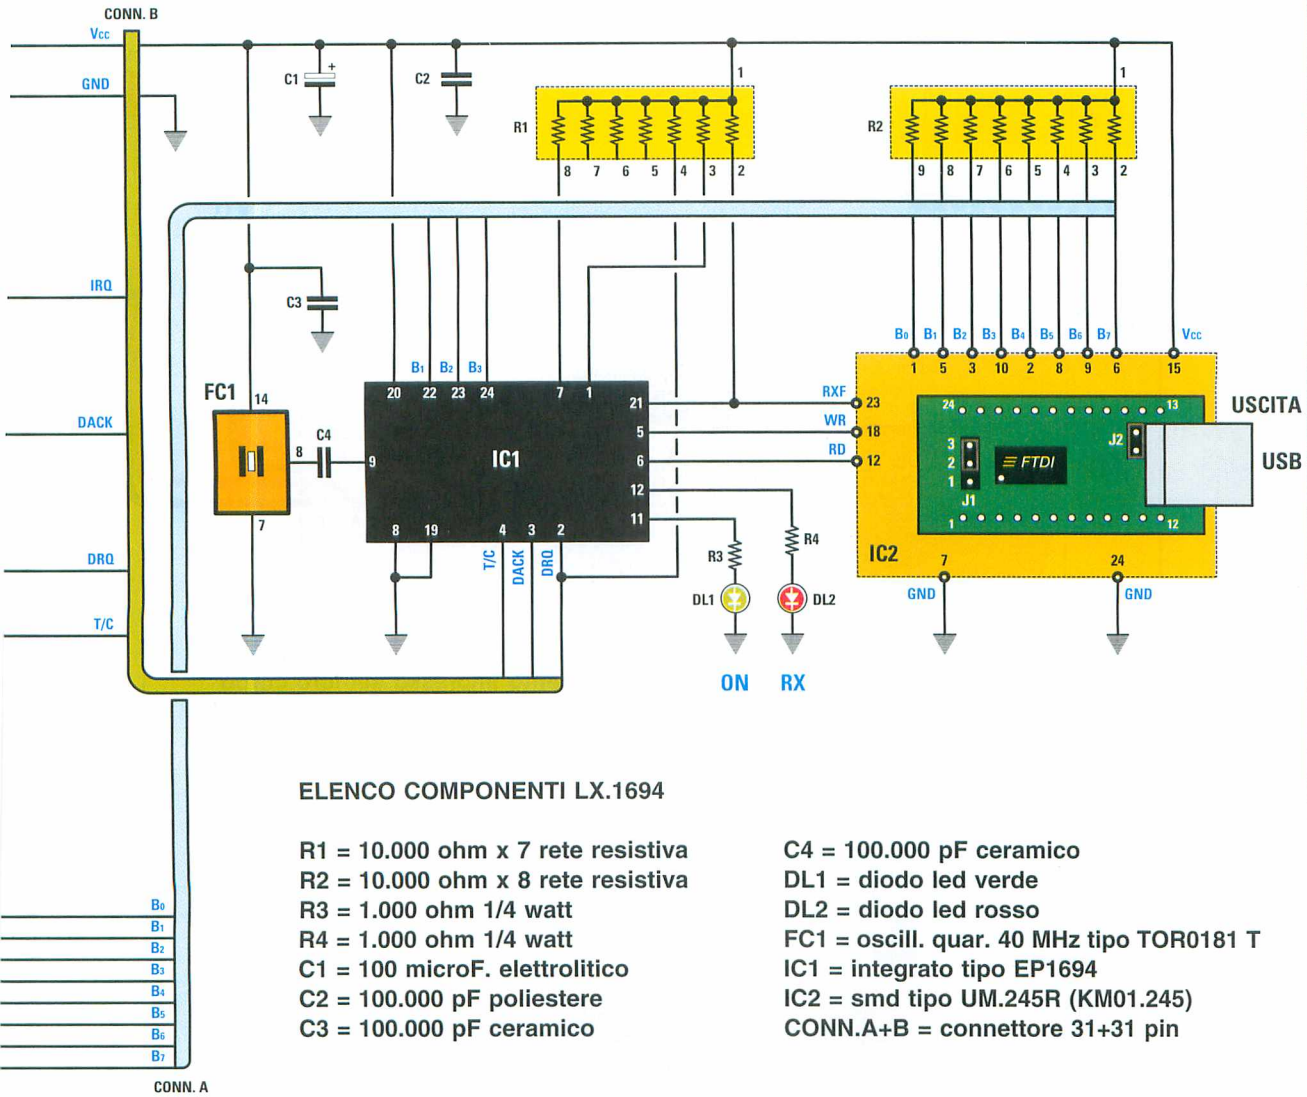 CONN. B
Vcc
GND
C1
+
C2
1
R1
8 7 6 5 4 3 2
1
R2
9 8 7 6 5 4 3 2
IRQ
C3
B0 B1 B2 B3 B4 B5 B6 B7 Vcc
1 5 3 10 2 8 9 6 15
B1 B2 B3
20 22 23 24 7 1
FC1
14
DACK
C4
8
9
IC1
21
5
6
12
11
RXF
WR
RD
23
18
12
24
13
3
2
1
J1
FTDI
J2
1
12
USCITA
USB
7
8 19 4 3 2
T/C
DACK
DRQ
R3
R4
IC2
7
24
GND
GND
DRQ
DL1
DL2
T/C
ON RX
ELENCO COMPONENTI LX.1694
R1 = 10.000 ohm x 7 rete resistiva
R2 = 10.000 ohm x 8 rete resistiva
R3 = 1.000 ohm 1/4 watt
R4 = 1.000 ohm 1/4 watt
C1 = 100 microF. elettrolitico
C2 = 100.000 pF poliestere
C3 = 100.000 pF ceramico
C4 = 100.000 pF ceramico
DL1 = diodo led verde
DL2 = diodo led rosso
FC1 = oscill. quar. 40 MHz tipo TOR0181 T
IC1 = integrato tipo EP1694
IC2 = smd tipo UM.245R (KM01.245)
CONN.A+B = connettore 31+31 pin
B0
B1
B2
B3
B4
B5
B6
B7
CONN. A